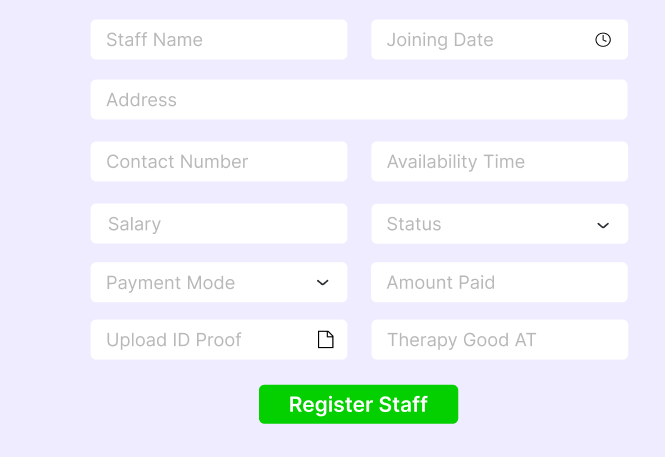 Staff Name
Joining Date
Address
Contact Number
Availability Time
Salary
Status
Payment Mode
Amount Paid
Upload ID Proof
Therapy Good AT
Register Staff